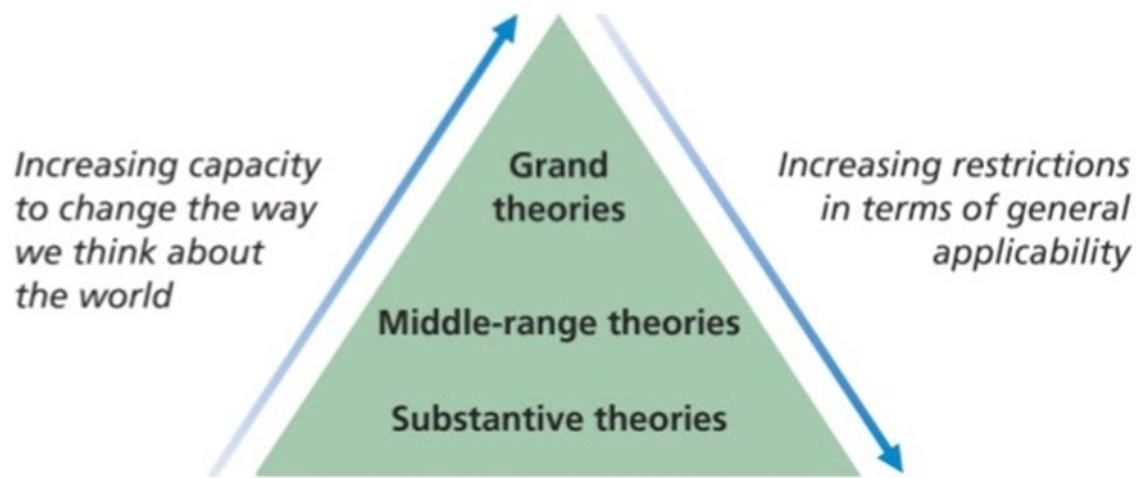 Increasing capacity
to change the way
we think about
the world
Grand
theories
Middle-range theories
Substantive theories
Increasing restrictions
in terms of general
applicability